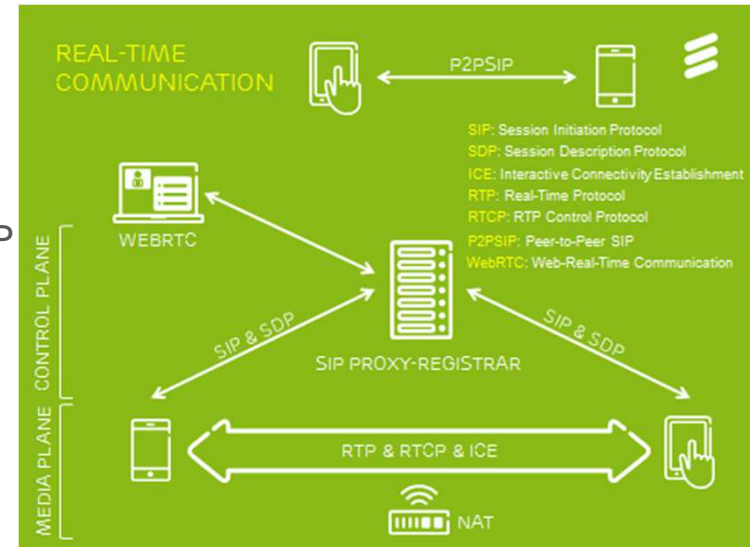 REAL-TIME
COMMUNICATION
P2PSIP
SIP: Session Initiation Protocol
SDP: Session Description Protocol
ICE: Interactive Connectivity Establishment
RTP: Real-Time Protocol
RTCP: RTP Control Protocol
P2PSIP: Peer-to-Peer SIP
WebRTC: Web-Real-Time Communication
WEBRTC
P
CONTROL PLANE
SIP & SDP
SIP & SDP
SIP PROXY-REGISTRAR
MEDIA PLANE
RTP & RTCP & ICE
NAT